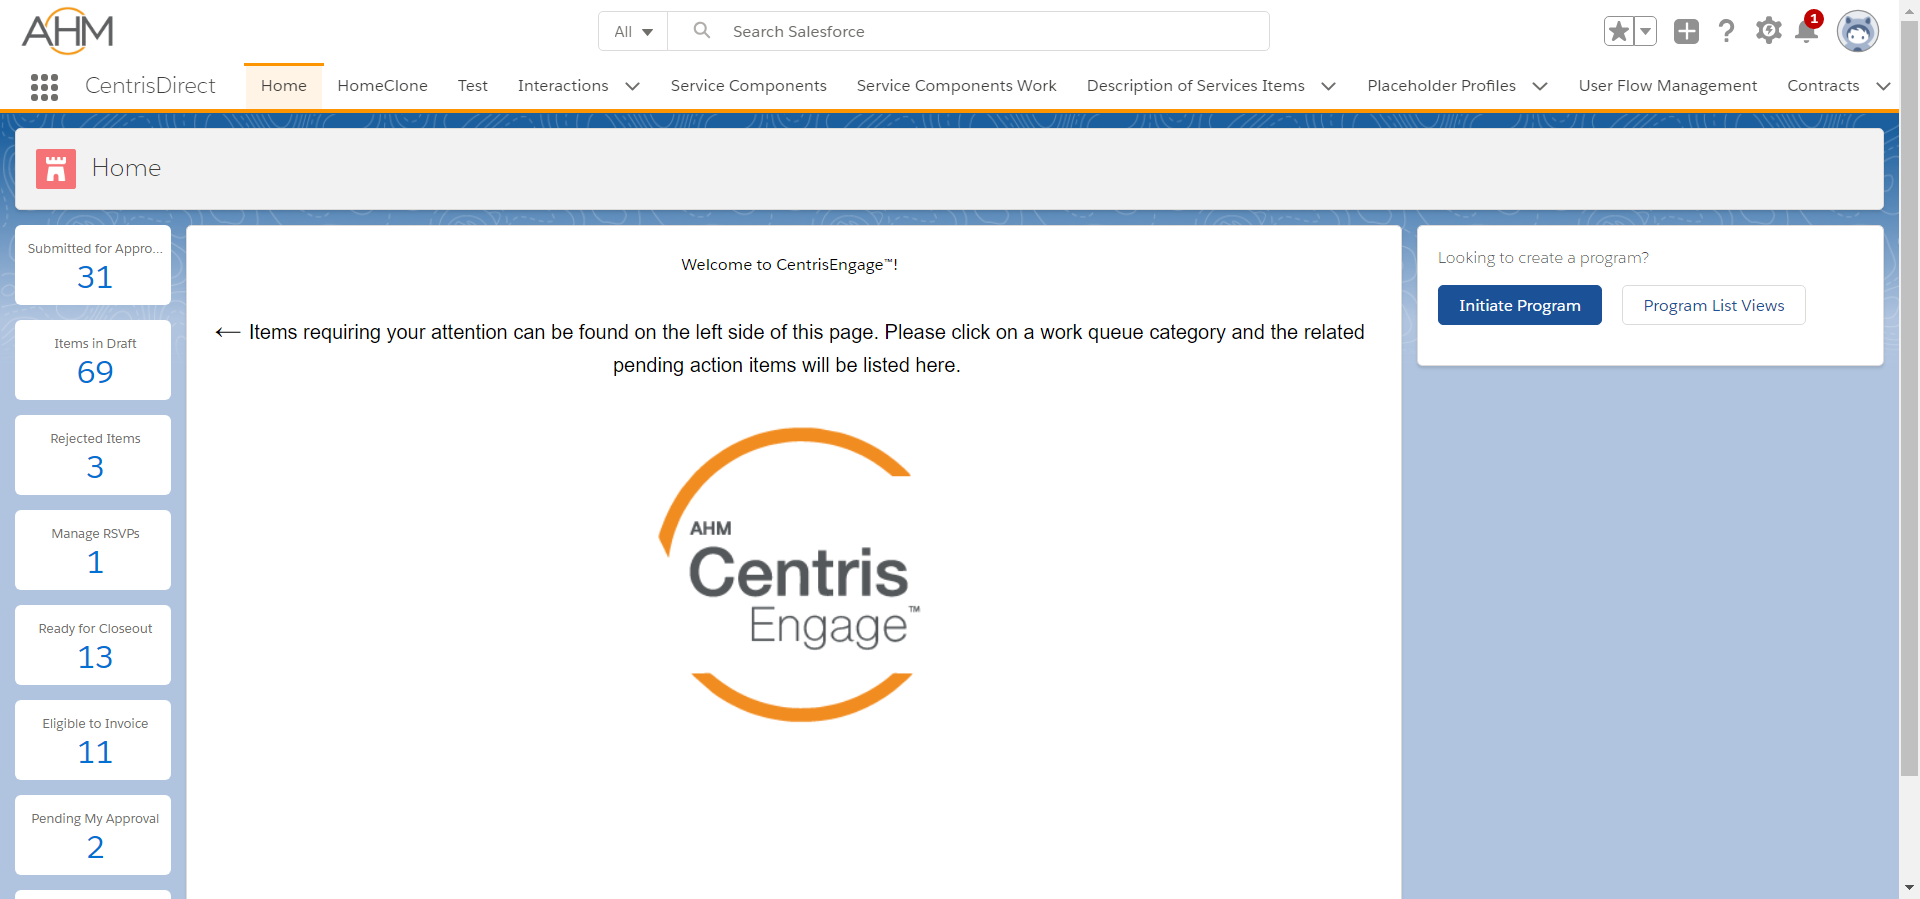 AHM
All
Search Salesforce
1
CentrisDirect
Home
HomeClone
Test
Interactions
Service Components
Service Components Work
Description of Services Items
Placeholder Profiles
User Flow Management
Contracts
Home
Submitted for Appro...
31
Items in Draft
69
Rejected Items
3
Manage RSVPs
1
Ready for Closeout
13
Eligible to Invoice
11
Pending My Approval
2
Welcome to CentrisEngage™!
← Items requiring your attention can be found on the left side of this page. Please click on a work queue category and the related
pending action items will be listed here.
AHM
Centris
Engage™
Looking to create a program?
Initiate Program
Program List Views